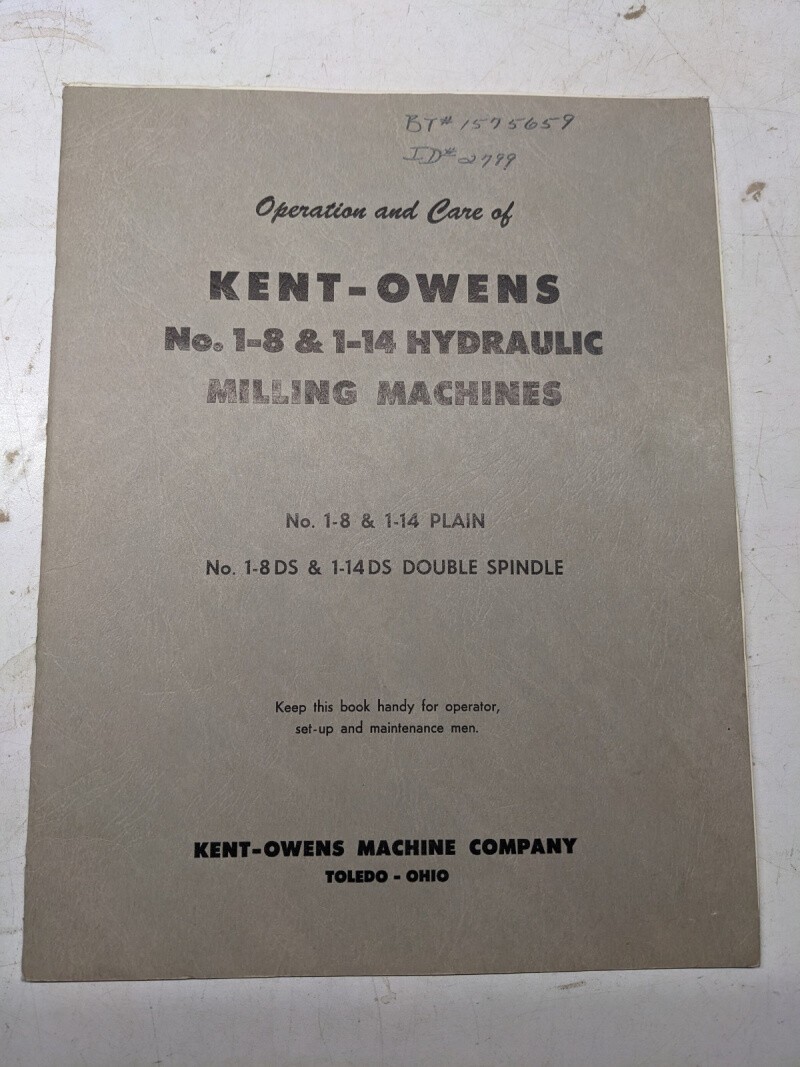 BT# 1575659
ID# 2799
Operation and Care of
KENT-OWENS
No. 1-8 & 1-14 HYDRAULIC
MILLING MACHINES
No. 1-8 & 1-14 PLAIN
No. 1-8DS & 1-14DS DOUBLE SPINDLE
Keep this book handy for operator,
set-up and maintenance men.
KENT-OWENS MACHINE COMPANY
TOLEDO - OHIO